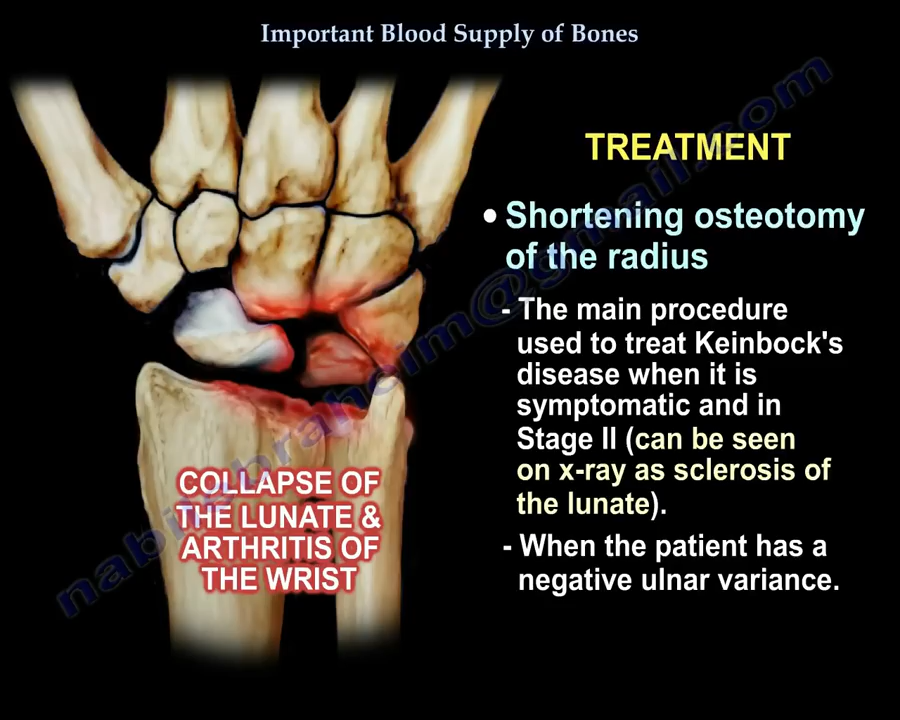 Important Blood Supply of Bones
TREATMENT
• Shortening osteotomy
of the radius
- The main procedure
used to treat Keinbock's
disease when it is
symptomatic and in
Stage II (can be seen
on x-ray as sclerosis of
the lunate).
- When the patient has a
negative ulnar variance.
COLLAPSE OF
THE LUNATE &
ARTHRITIS OF
THE WRIST